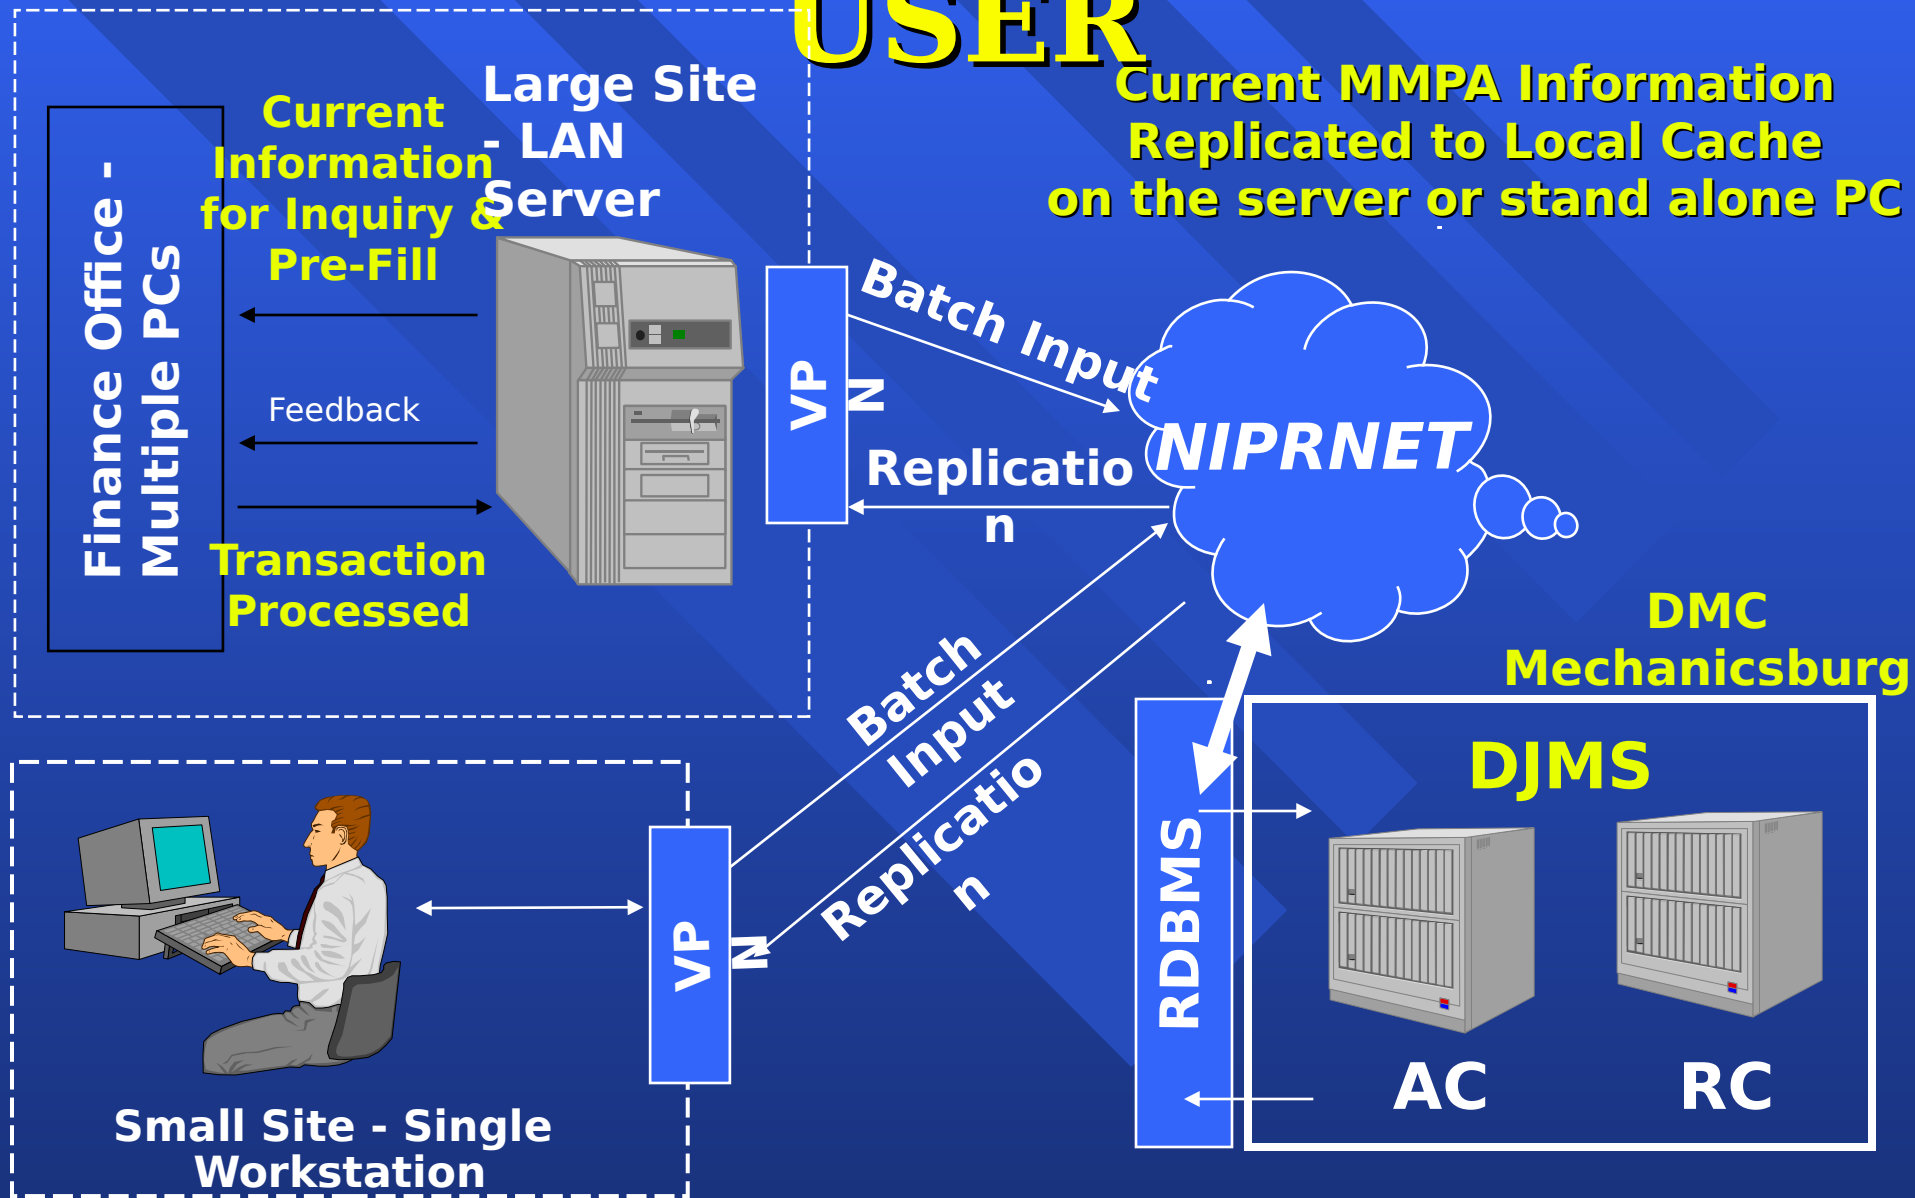 USER
Large Site
- LAN
Server
Current
Information
for Inquiry &
Pre-Fill
Current MMPA Information
Replicated to Local Cache
on the server or stand alone PC
Finance Office -
Multiple PCs
Feedback
Transaction
Processed
VP
N
Batch Input
NIPRNET
Replicatio
n
Batch
Input
Replicatio
n
DMC
Mechanicsburg
DJMS
RDBMS
AC
RC
VP
N
Small Site - Single
Workstation